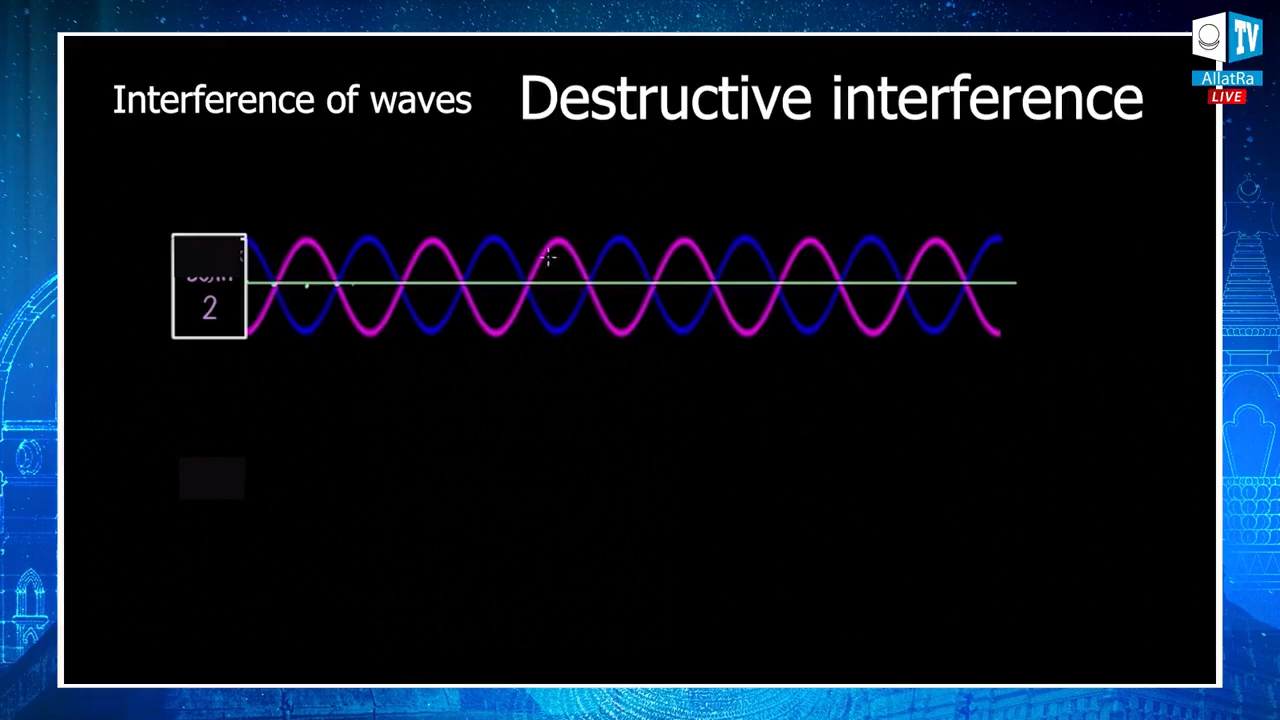 Interference of waves
Destructive interference
2
TV
AllatRa
LIVE